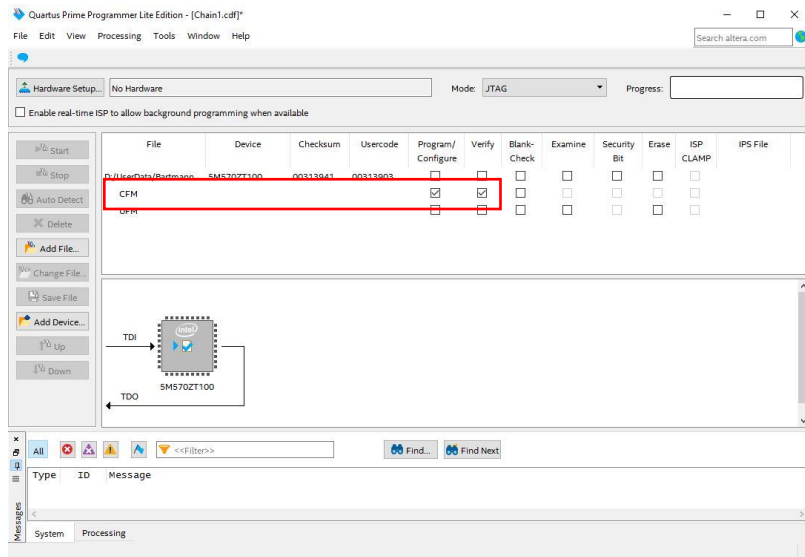 Quartus Prime Programmer Lite Edition - [Chain1.cdf]*
File Edit View Processing Tools Window Help
Search altera.com
Hardware Setup... No Hardware Mode: JTAG Progress:
Enable real-time ISP to allow background programming when available
File Device Checksum Usercode Program/ Configure Verify Blank- Check Examine Security Bit Erase ISP CLAMP IPS File
Start
Stop
Auto Detect
Delete
Add File...
Change File...
Save File
Add Device...
Up
Down
D:/UserData/Bartmann 5M570ZT100 00313941 00313903
CFM
UFM
TDI
(intel)
5M570ZT100
TDO
All <<Filter>> Find... Find Next
Type ID Message
Messages
System Processing